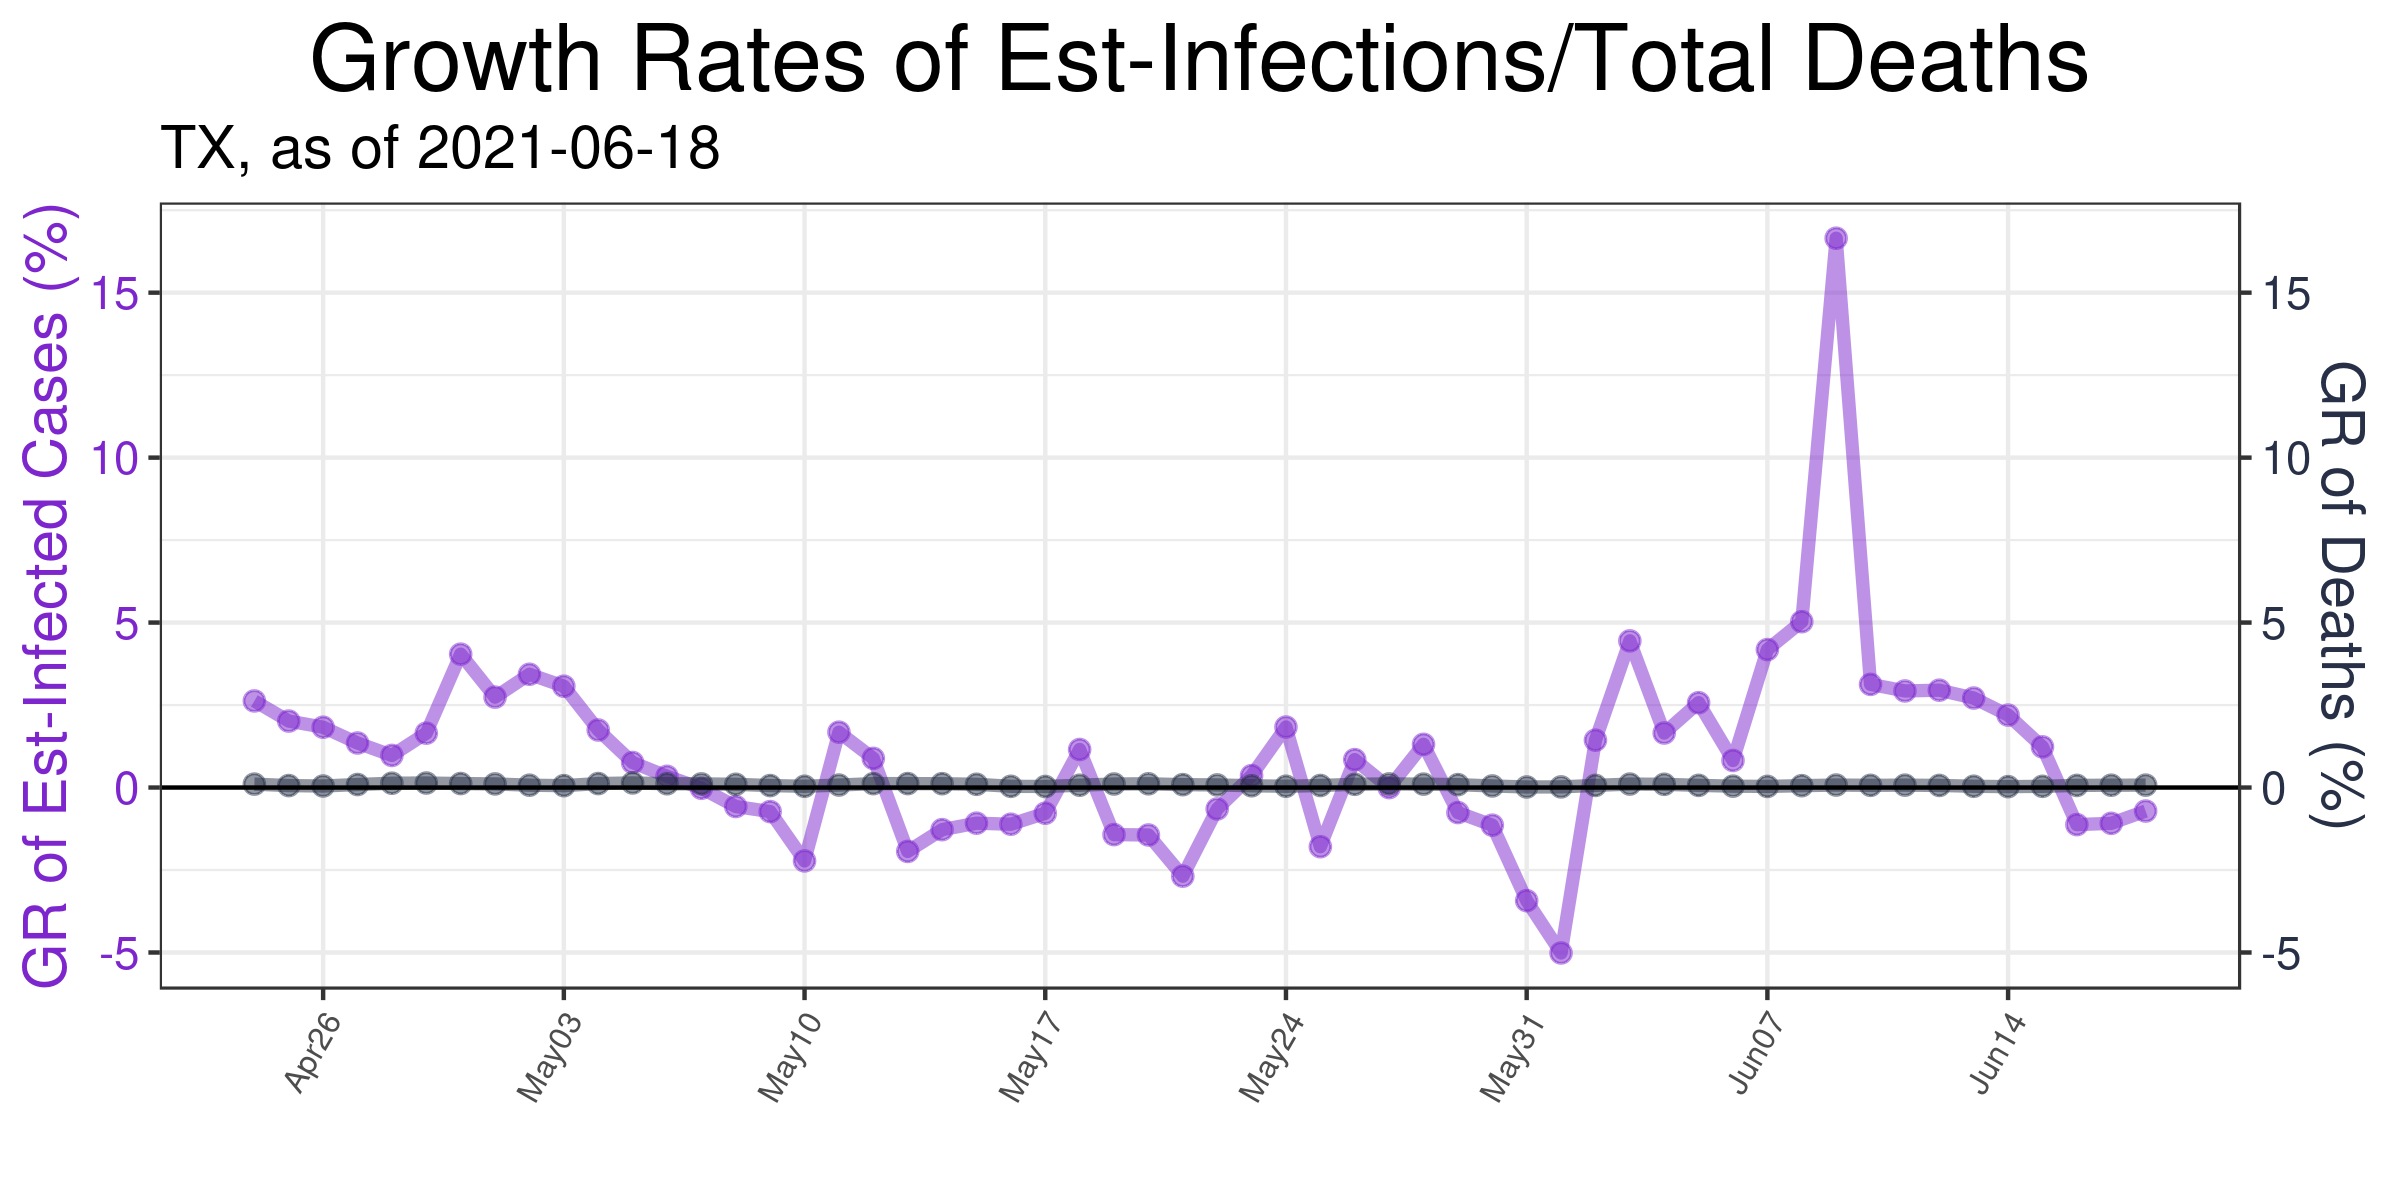 Growth Rates of Est-Infections/Total Deaths
TX, as of 2021-06-18
GR of Est-Infected Cases (%)
15
10
5
0
-5
15
10
5
0
-5
GR of Deaths (%)
Apr26
May03
May10
May17
May24
May31
Jun07
Jun14